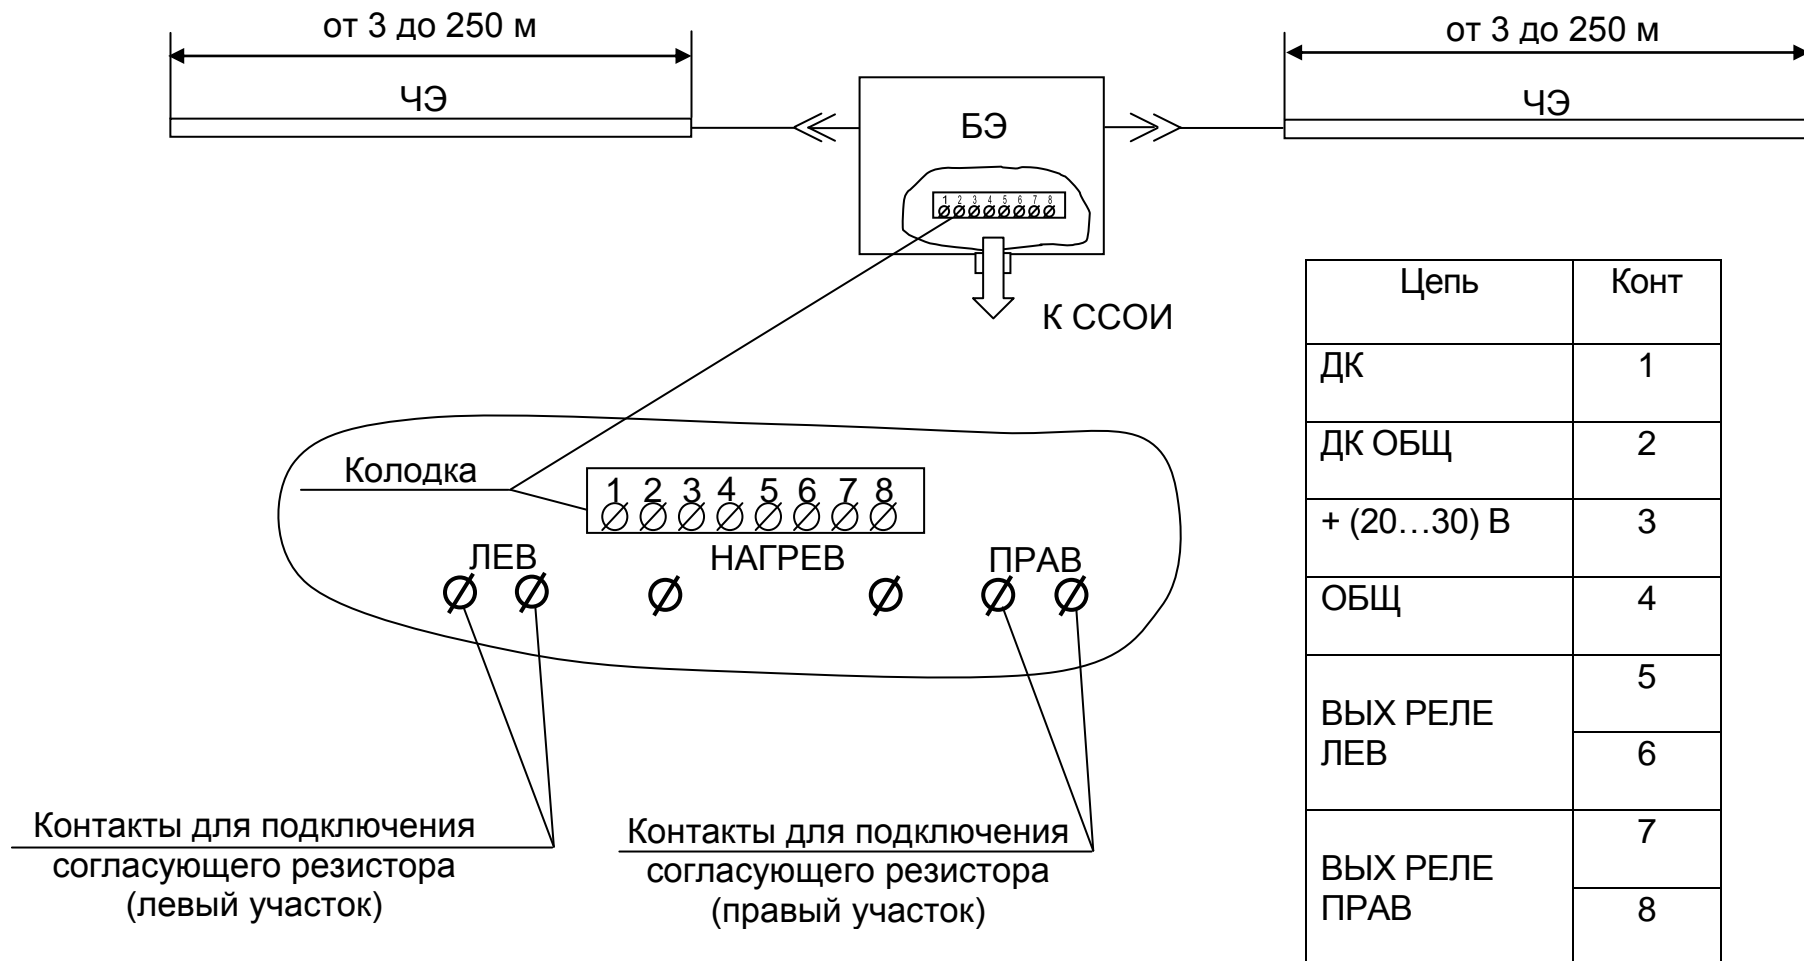 от 3 до 250 м
от 3 до 250 м
ЧЭ
ЧЭ
БЭ
1 2 3 4 5 6 7 8
К ССОИ
Колодка
1 2 3 4 5 6 7 8
ЛЕВ
НАГРЕВ
ПРАВ
Контакты для подключения
согласующего резистора
(левый участок)
Контакты для подключения
согласующего резистора
(правый участок)
Цепь Конт
ДК 1
ДК ОБЩ 2
+ (20…30) В 3
ОБЩ 4
5
ВЫХ РЕЛЕ
ЛЕВ
6
7
ВЫХ РЕЛЕ
ПРАВ
8